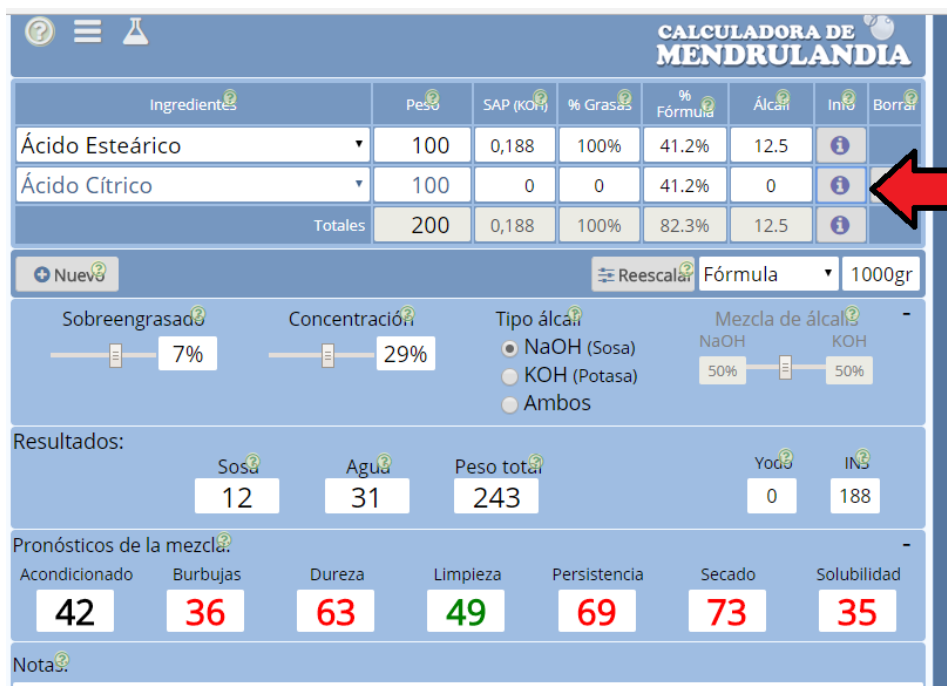 CALCULADORA DE
MENDRULANDIA
Ingredientes Peso SAP (KOH) % Grasas % Fórmula Álcali Info Borrar
Ácido Esteárico 100 0,188 100% 41.2% 12.5
Ácido Cítrico 100 0 0 41.2% 0
Totales 200 0,188 100% 82.3% 12.5
Nuevo Reescalar Fórmula 1000gr
Sobreengrasado Concentración Tipo álcali Mezcla de álcalis -
7% 29% NaOH (Sosa) NaOH KOH
KOH (Potasa) 50% 50%
Ambos
Resultados:
Sosa Agua Peso total Yodo INS
12 31 243 0 188
Pronósticos de la mezcla: -
Acondicionado Burbujas Dureza Limpieza Persistencia Secado Solubilidad
42 36 63 49 69 73 35
Notas: